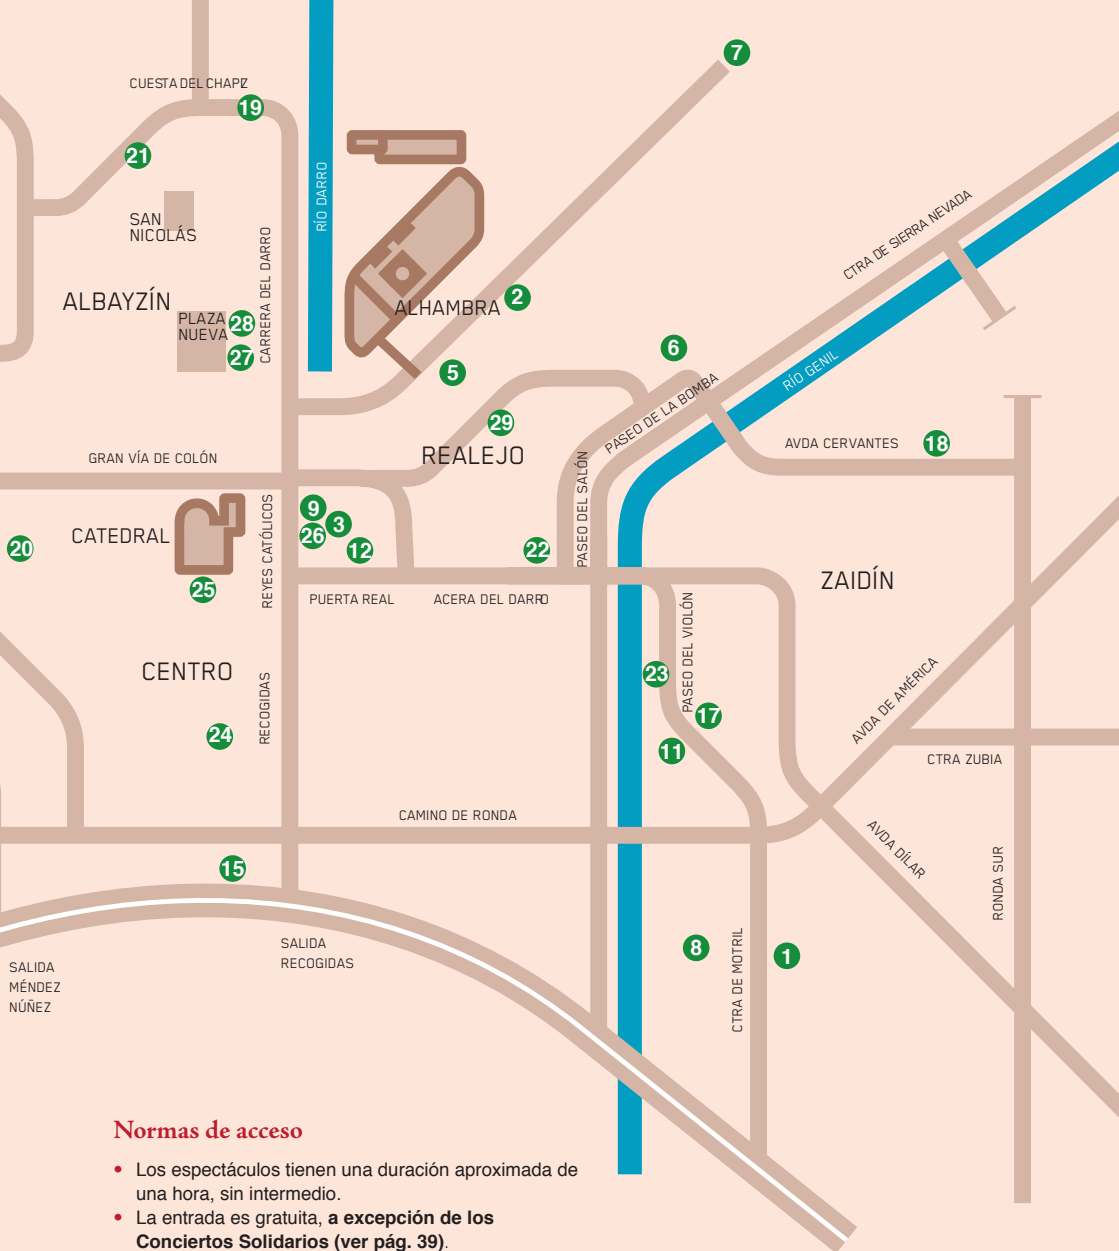 7
CUESTA DEL CHAPIZ
19
21
RÍO DARRO
SAN
NICOLÁS
CTRA DE SIERRA NEVADA
CARRERA DEL DARRO
ALBAYZÍN
ALHAMBRA
2
PLAZA
NUEVA
28
27
6
5
RÍO GENIL
PASEO DE LA BOMBA
29
REALEJO
AVDA CERVANTES
18
GRAN VÍA DE COLÓN
PASEO DEL SALÓN
REYES CATÓLICOS
9
3
26
12
CATEDRAL
20
22
25
ZAIDÍN
PUERTA REAL
ACERA DEL DARRO
PASEO DEL VIOLÓN
CENTRO
23
RECOGIDAS
17
24
11
AVDA DE AMÉRICA
CTRA ZUBIA
CAMINO DE RONDA
AVDA DÍLAR
RONDA SUR
15
SALIDA
RECOGIDAS
8
CTRA DE MOTRIL
1
SALIDA
MÉNDEZ
NÚÑEZ
Normas de acceso
• Los espectáculos tienen una duración aproximada de
una hora, sin intermedio.
• La entrada es gratuita, a excepción de los
Conciertos Solidarios (ver pág. 39).